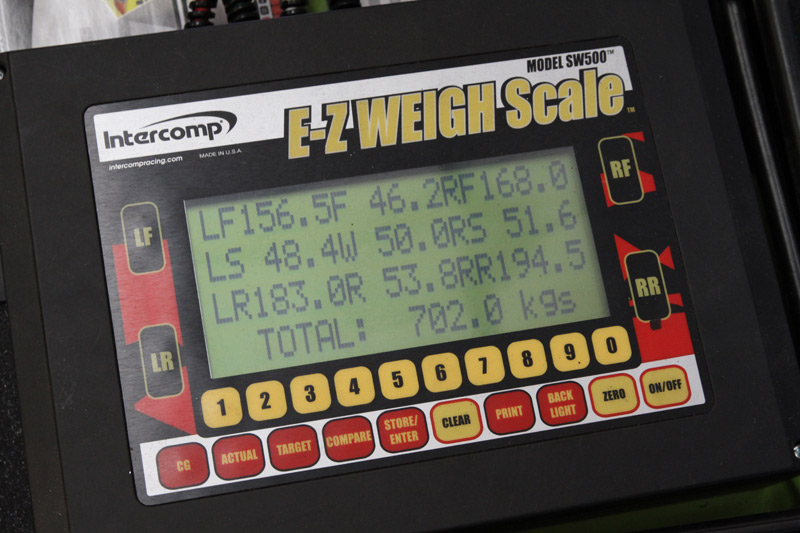 MODEL SW500™
Intercomp®
E-Z WEIGH Scale™
intercompracing.com
MADE IN U.S.A.
LF
RF
LF156.5F 46.2RF168.0
LS 48.4W 50.0RS 51.6
LR183.0R 53.8RR194.5
TOTAL: 702.0 kgs
LR
RR
1 2 3 4 5 6 7 8 9 0
CG ACTUAL TARGET COMPARE STORE/ENTER CLEAR PRINT BACK LIGHT ZERO ON/OFF